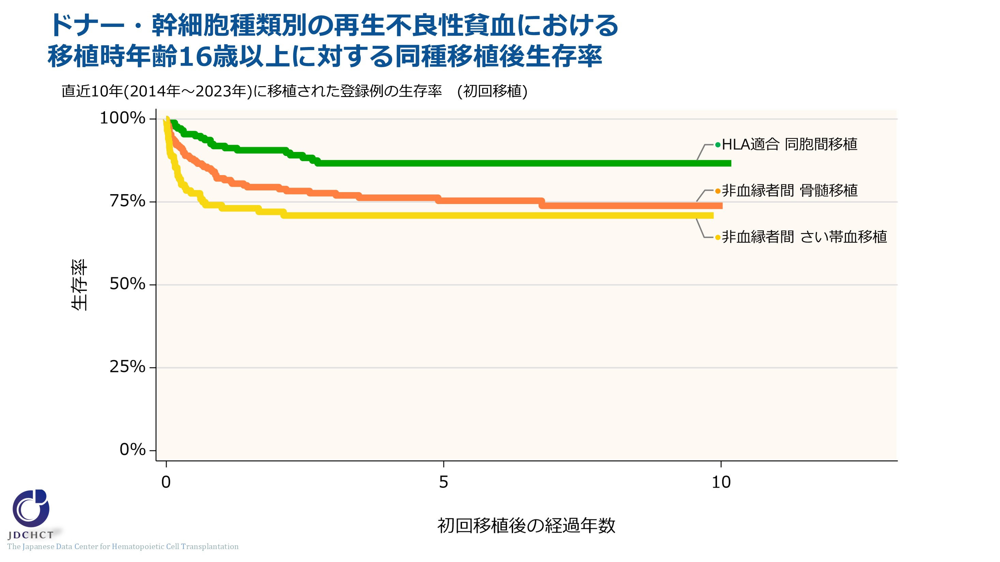 ドナー・幹細胞種類別の再生不良性貧血における
移植時年齢16歳以上に対する同種移植後生存率
直近10年(2014年～2023年)に移植された登録例の生存率　(初回移植)
100%
75%
50%
25%
0%
生存率
HLA適合 同胞間移植
非血縁者間 骨髄移植
非血縁者間 さい帯血移植
0
5
10
初回移植後の経過年数
JDCHCT
The Japanese Data Center for Hematopoietic Cell Transplantation